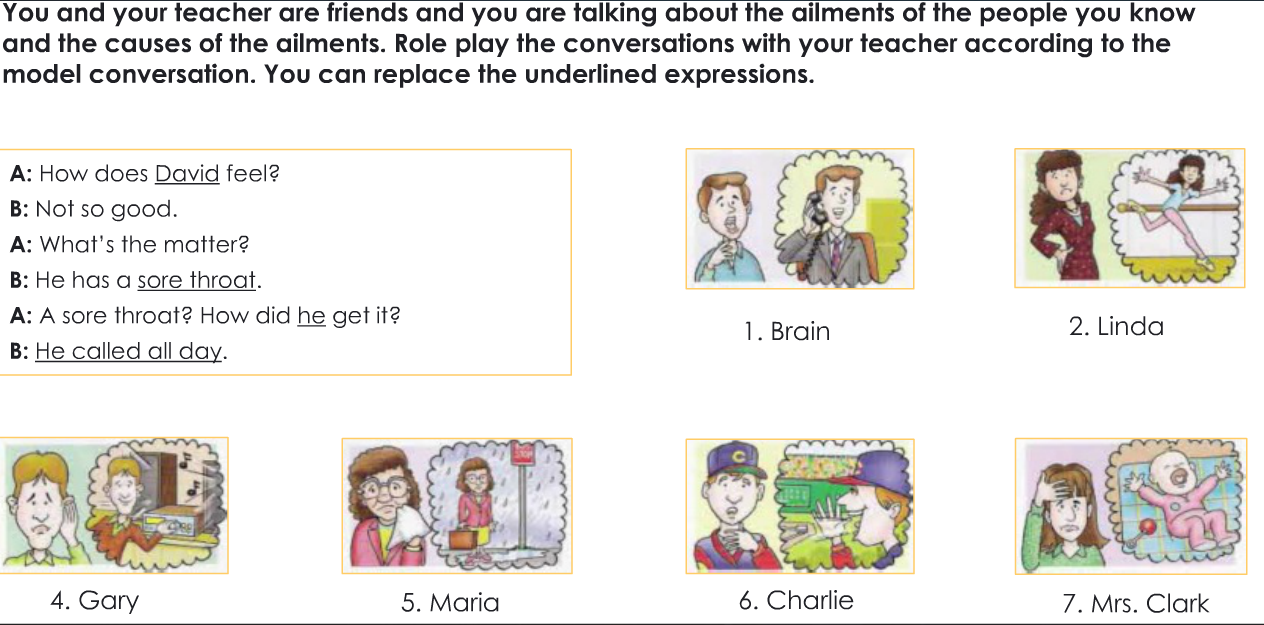 You and your teacher are friends and you are talking about the ailments of the people you know
and the causes of the ailments. Role play the conversations with your teacher according to the
model conversation. You can replace the underlined expressions.
A: How does David feel?
B: Not so good.
A: What's the matter?
B: He has a sore throat.
A: A sore throat? How did he get it?
B: He called all day.
1. Brain
2. Linda
4. Gary
STOP
5. Maria
C
6. Charlie
7. Mrs. Clark